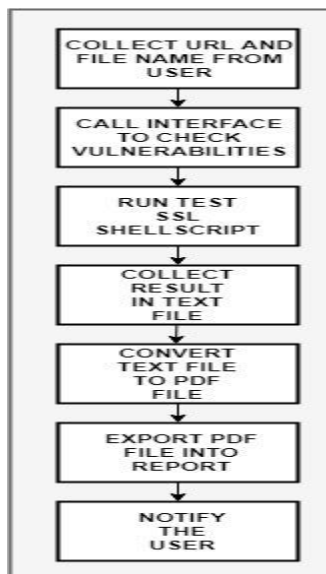 COLLECT URL AND
FILE NAME FROM
USER
CALL INTERFACE
TO CHECK
VULNERABILITIES
RUN TEST
SSL
SHELLSCRIPT
COLLECT
RESULT
IN TEXT
FILE
CONVERT
TEXT FILE
TO PDF
FILE
EXPORT PDF
FILE INTO
REPORT
NOTIFY
THE
USER